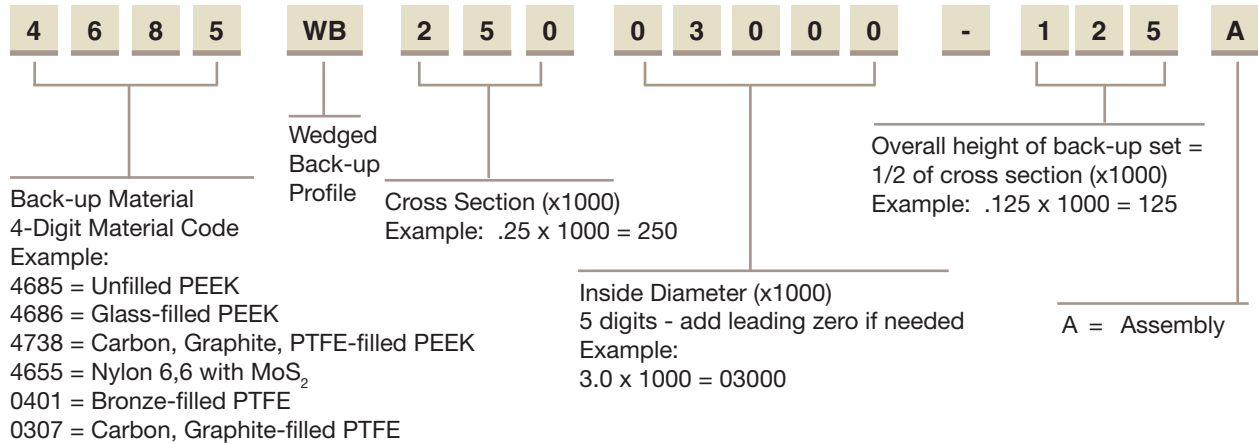 4 6 8 5 WB 2 5 0 0 3 0 0 0 - 1 2 5 A
Wedged
Back-up
Profile
Overall height of back-up set =
1/2 of cross section (x1000)
Example: .125 x 1000 = 125
Back-up Material
4-Digit Material Code
Example:
4685 = Unfilled PEEK
4686 = Glass-filled PEEK
4738 = Carbon, Graphite, PTFE-filled PEEK
4655 = Nylon 6,6 with MoS₂
0401 = Bronze-filled PTFE
0307 = Carbon, Graphite-filled PTFE
Cross Section (x1000)
Example: .25 x 1000 = 250
Inside Diameter (x1000)
5 digits - add leading zero if needed
Example:
3.0 x 1000 = 03000
A = Assembly